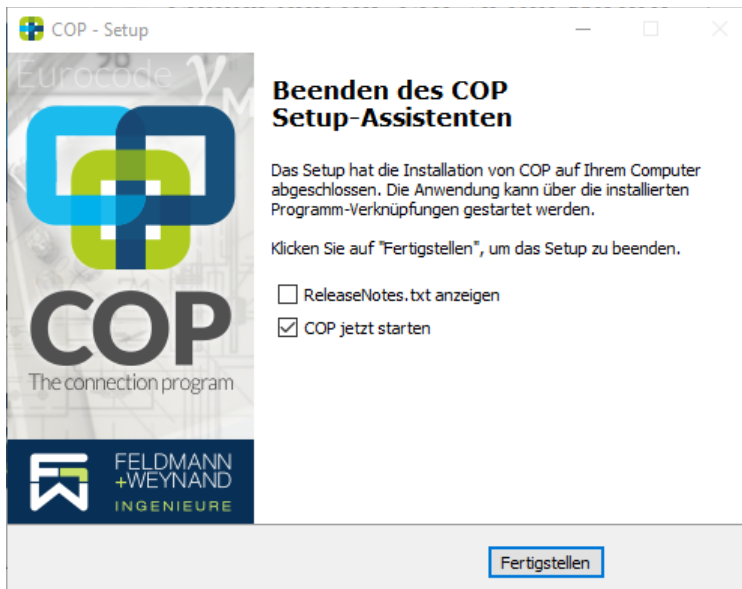 COP - Setup
Eurocode γM
Beenden des COP
Setup-Assistenten
Das Setup hat die Installation von COP auf Ihrem Computer
abgeschlossen. Die Anwendung kann über die installierten
Programm-Verknüpfungen gestartet werden.
Klicken Sie auf "Fertigstellen", um das Setup zu beenden.
ReleaseNotes.txt anzeigen
COP jetzt starten
COP
The connection program
FELDMANN
+WEYNAND
INGENIEURE
Fertigstellen